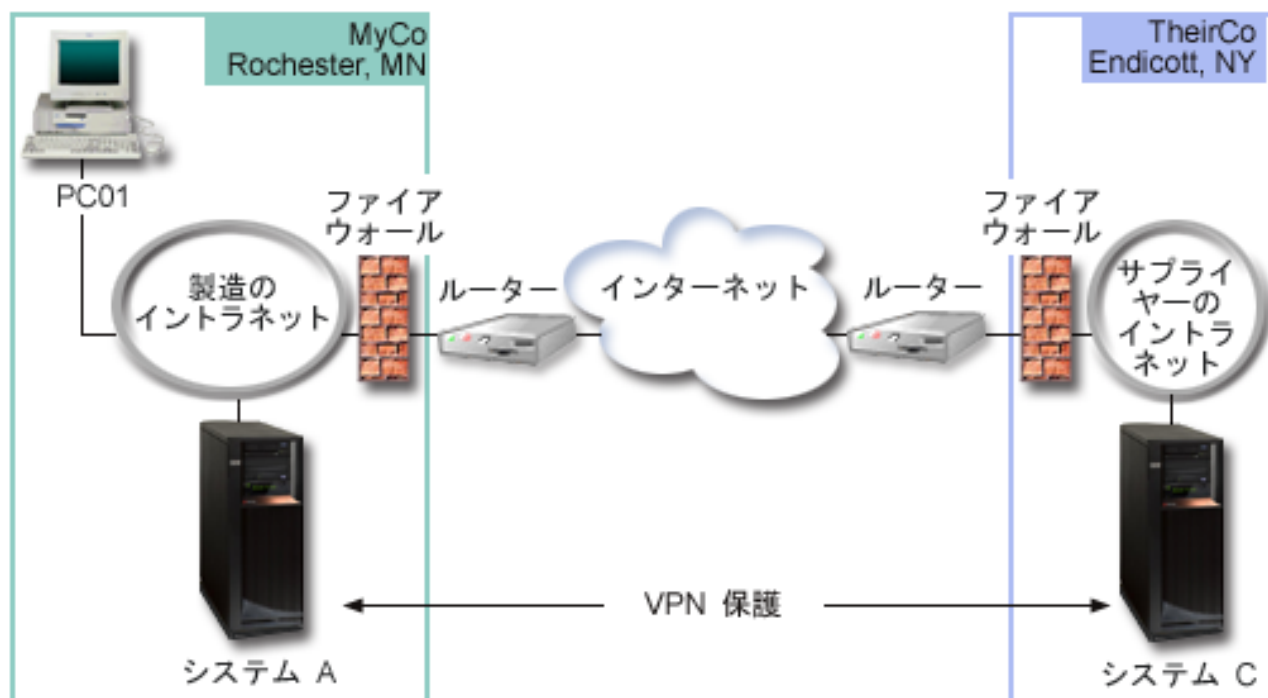 MyCo
Rochester, MN
TheirCo
Endicott, NY
PC01
ファイア
ウォール
ファイア
ウォール
製造の
イントラネット
ルーター
インターネット
ルーター
サプライ
ヤーの
イントラ
ネット
VPN 保護
システム A
システム C